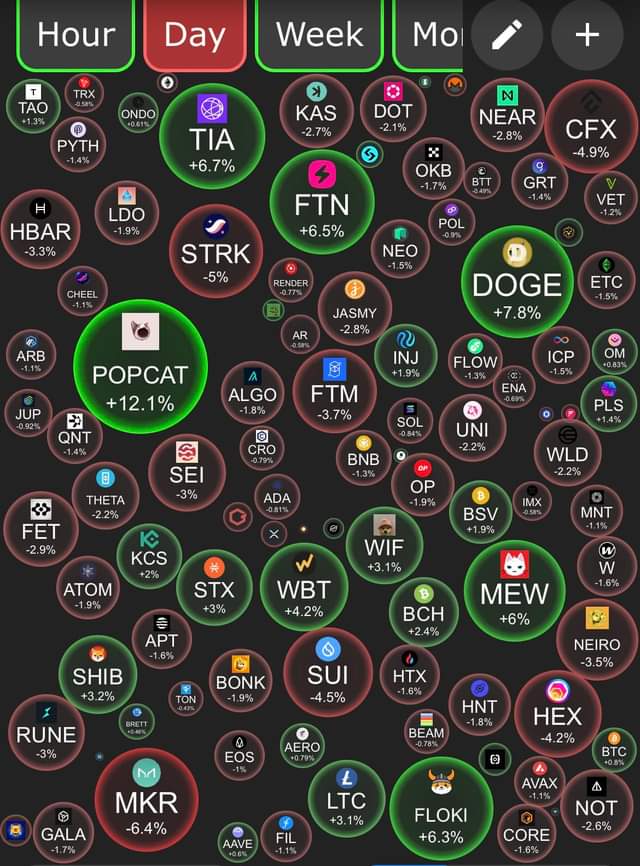 Hour
Day
Week
Mo
TAO
+1.3%
TRX
-0.58%
ONDO
+0.61%
PYTH
-1.4%
TIA
+6.7%
KAS
-2.7%
DOT
-2.1%
NEAR
-2.8%
CFX
-4.9%
OKB
-1.7%
BTT
-0.49%
GRT
-1.4%
VET
-1.2%
FTN
+6.5%
HBAR
-3.3%
LDO
-1.9%
STRK
-5%
NEO
-1.5%
POL
-0.9%
DOGE
+7.8%
ETC
-1.5%
CHEEL
-1.1%
RENDER
-0.77%
JASMY
-2.8%
AR
-0.58%
ARB
-1.1%
POPCAT
+12.1%
INJ
+1.9%
FLOW
-1.3%
ICP
-1.5%
OM
+0.83%
ENA
-0.69%
PLS
+1.4%
JUP
-0.92%
ALGO
-1.8%
FTM
-3.7%
SOL
-0.84%
UNI
-2.2%
QNT
-1.4%
CRO
-0.79%
BNB
-1.3%
WLD
-2.2%
SEI
-3%
THETA
-2.2%
ADA
-0.81%
OP
OP
-1.9%
BSV
+1.9%
IMX
-0.58%
MNT
-1.1%
FET
-2.9%
KCS
+2%
WIF
+3.1%
W
-1.6%
ATOM
-1.9%
STX
+3%
WBT
+4.2%
MEW
+6%
BCH
+2.4%
APT
-1.6%
NEIRO
-3.5%
SHIB
+3.2%
BONK
-1.9%
SUI
-4.5%
HTX
-1.6%
TON
-0.43%
HNT
-1.8%
HEX
-4.2%
BRETT
+0.46%
RUNE
-3%
BEAM
-0.78%
EOS
-1%
AERO
+0.79%
BTC
+0.8%
MKR
-6.4%
LTC
+3.1%
FLOKI
+6.3%
AVAX
-1.1%
NOT
-2.6%
GALA
-1.7%
AAVE
+0.6%
FIL
-1.1%
CORE
-1.6%